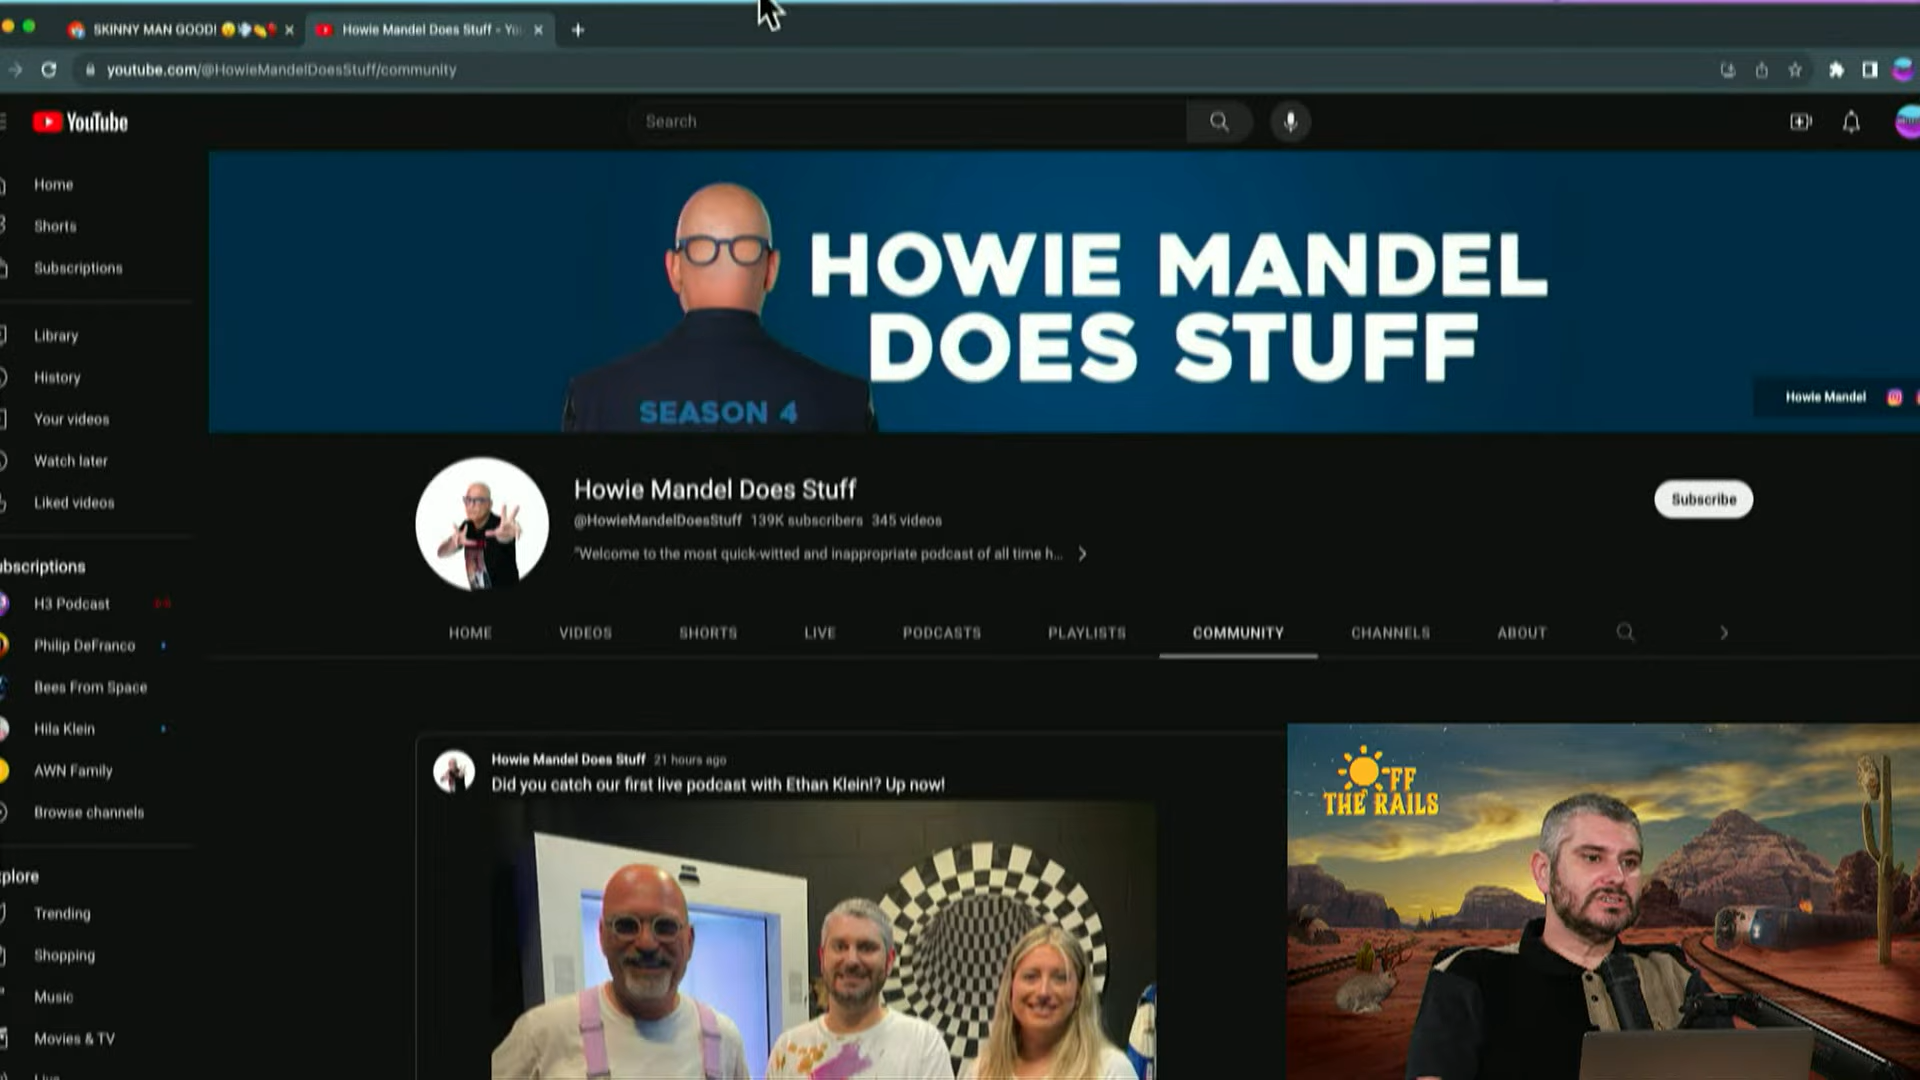 SKINNY MAN GOOD!
Howie Mandel Does Stuff - Yo
youtube.com/@HowieMandelDoesStuff/community
YouTube
Search
Home
Shorts
Subscriptions
Library
History
Your videos
Watch later
Liked videos
bscriptions
H3 Podcast
Philip DeFranco
Bees From Space
Hila Klein
AWN Family
Browse channels
plore
Trending
Shopping
Music
Movies & TV
HOWIE MANDEL
DOES STUFF
SEASON 4
Howie Mandel
Howie Mandel Does Stuff
@HowieMandelDoesStuff 139K subscribers 345 videos
"Welcome to the most quick-witted and inappropriate podcast of all time h...
Subscribe
HOME VIDEOS SHORTS LIVE PODCASTS PLAYLISTS COMMUNITY CHANNELS ABOUT
Howie Mandel Does Stuff 21 hours ago
Did you catch our first live podcast with Ethan Klein!? Up now!
OFF
THE RAILS